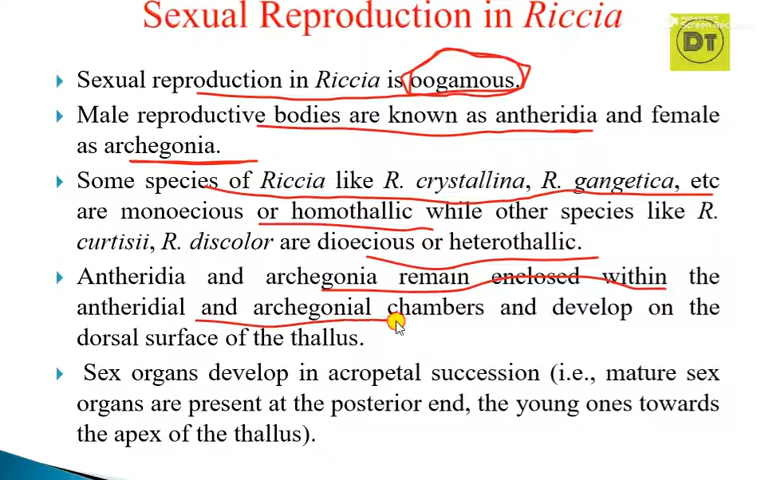 Sexual Reproduction in Riccia
DT
Sexual reproduction in Riccia is oogamous.
Male reproductive bodies are known as antheridia and female
as archegonia.
Some species of Riccia like R. crystallina, R. gangetica, etc
are monoecious or homothallic while other species like R.
curtisii, R. discolor are dioecious or heterothallic.
Antheridia and archegonia remain enclosed within the
antheridial and archegonial chambers and develop on the
dorsal surface of the thallus.
Sex organs develop in acropetal succession (i.e., mature sex
organs are present at the posterior end, the young ones towards
the apex of the thallus).